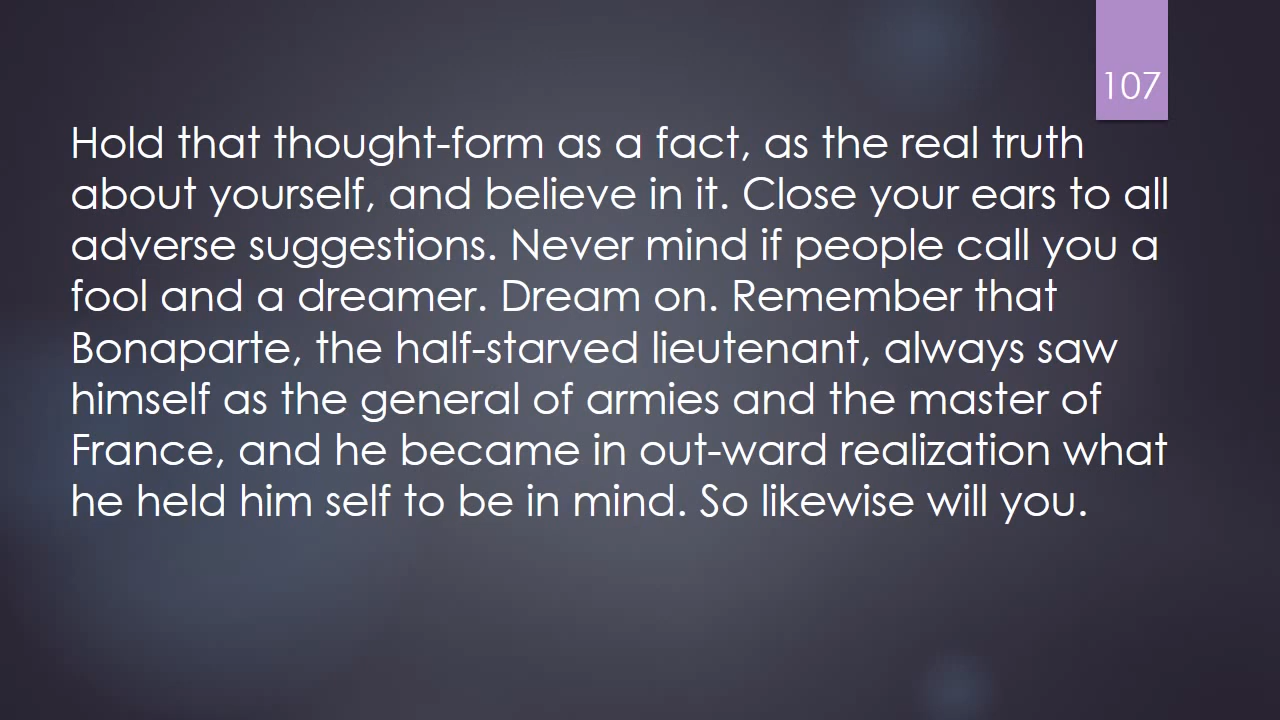 107
Hold that thought-form as a fact, as the real truth
about yourself, and believe in it. Close your ears to all
adverse suggestions. Never mind if people call you a
fool and a dreamer. Dream on. Remember that
Bonaparte, the half-starved lieutenant, always saw
himself as the general of armies and the master of
France, and he became in out-ward realization what
he held him self to be in mind. So likewise will you.